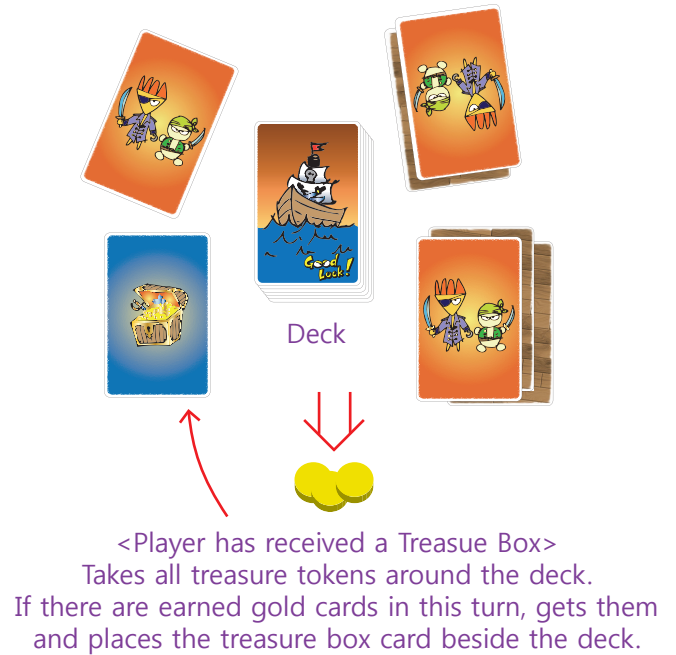 Good
Luck!
Deck
<Player has received a Treasue Box>
Takes all treasure tokens around the deck.
If there are earned gold cards in this turn, gets them
and places the treasure box card beside the deck.